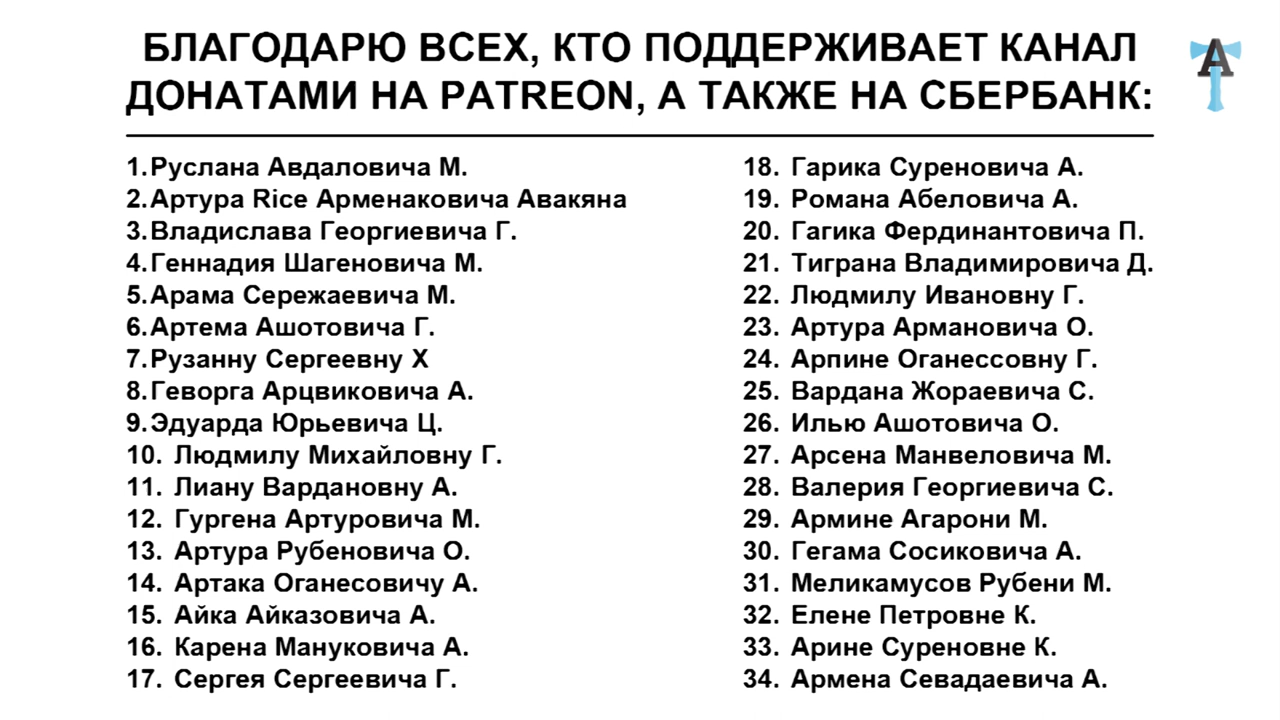 БЛАГОДАРЮ ВСЕХ, КТО ПОДДЕРЖИВАЕТ КАНАЛ
ДОНАТАМИ НА PATREON, А ТАКЖЕ НА СБЕРБАНК:
1.Руслана Авдаловича М.
2.Артура Rice Арменаковича Авакяна
3.Владислава Георгиевича Г.
4.Геннадия Шагеновича М.
5.Арама Сережаевича М.
6.Артема Ашотовича Г.
7.Рузанну Сергеевну Х
8.Геворга Арцвиковича А.
9.Эдуарда Юрьевича Ц.
10. Людмилу Михайловну Г.
11. Лиану Вардановну А.
12. Гургена Артуровича М.
13. Артура Рубеновича О.
14. Артака Оганесовичу А.
15. Айка Айказовича А.
16. Карена Мануковича А.
17. Сергея Сергеевича Г.
18. Гарика Суреновича А.
19. Романа Абеловича А.
20. Гагика Фердинантовича П.
21. Тиграна Владимировича Д.
22. Людмилу Ивановну Г.
23. Артура Армановича О.
24. Арпине Оганессовну Г.
25. Вардана Жораевича С.
26. Илью Ашотовича О.
27. Арсена Манвеловича М.
28. Валерия Георгиевича С.
29. Армине Агарони М.
30. Гегама Сосиковича А.
31. Меликамусов Рубени М.
32. Елене Петровне К.
33. Арине Суреновне К.
34. Армена Севадаевича А.